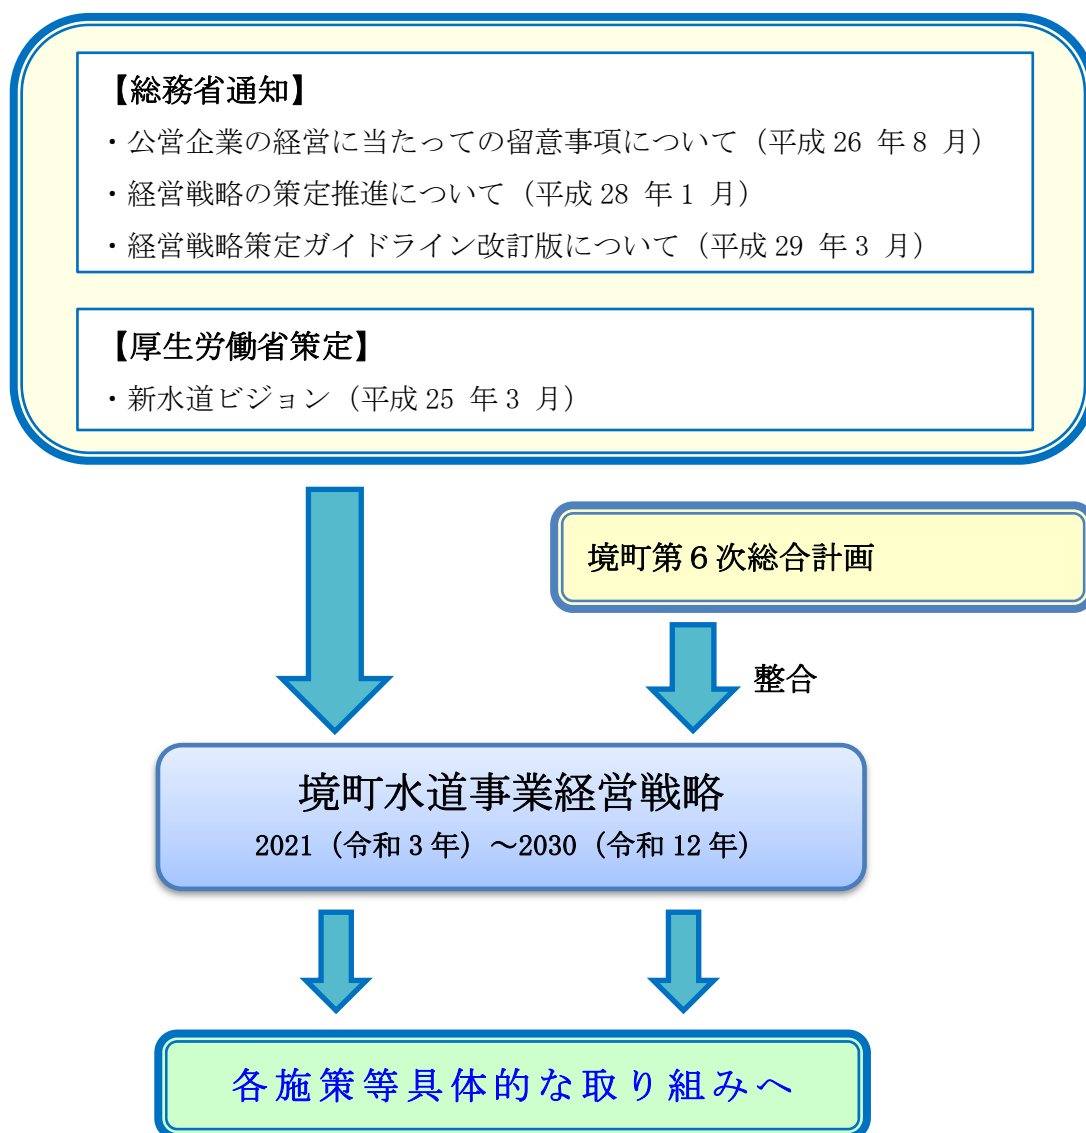 【総務省通知】
・公営企業の経営に当たっての留意事項について（平成 26 年 8 月）
・経営戦略の策定推進について（平成 28 年 1 月）
・経営戦略策定ガイドライン改訂版について（平成 29 年 3 月）
【厚生労働省策定】
・新水道ビジョン（平成 25 年 3 月）
境町第６次総合計画
整合
境町水道事業経営戦略
2021（令和 3 年）～2030（令和 12 年）
各施策等具体的な取り組みへ